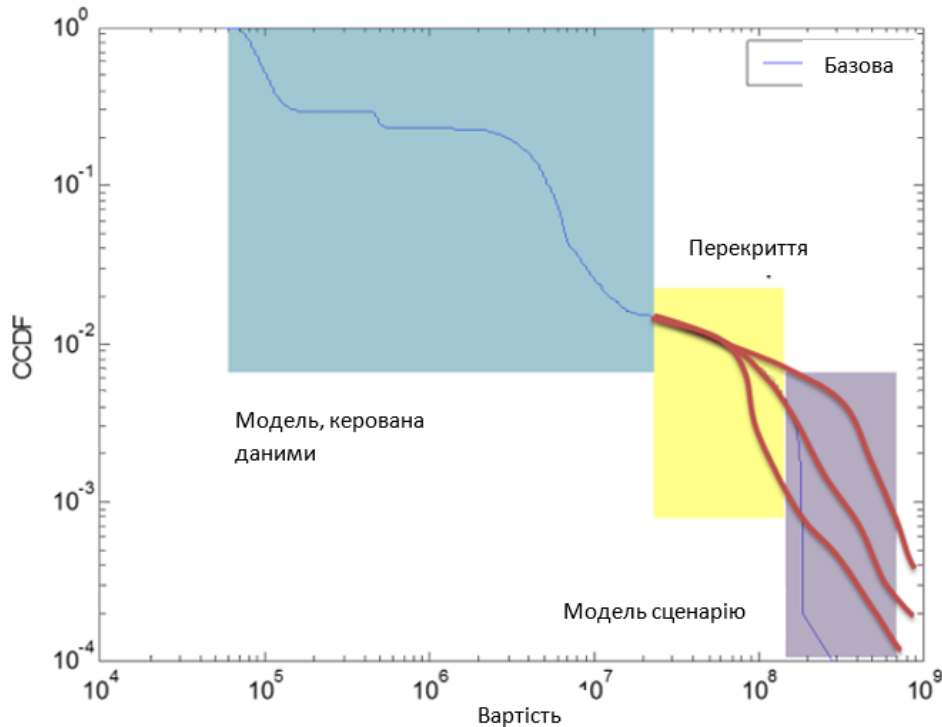 10^0
Базова
10^-1
Перекриття
CCDF
10^-2
Модель, керована
даними
10^-3
Модель сценарію
10^-4
10^4 10^5 10^6 10^7 10^8 10^9
Вартість